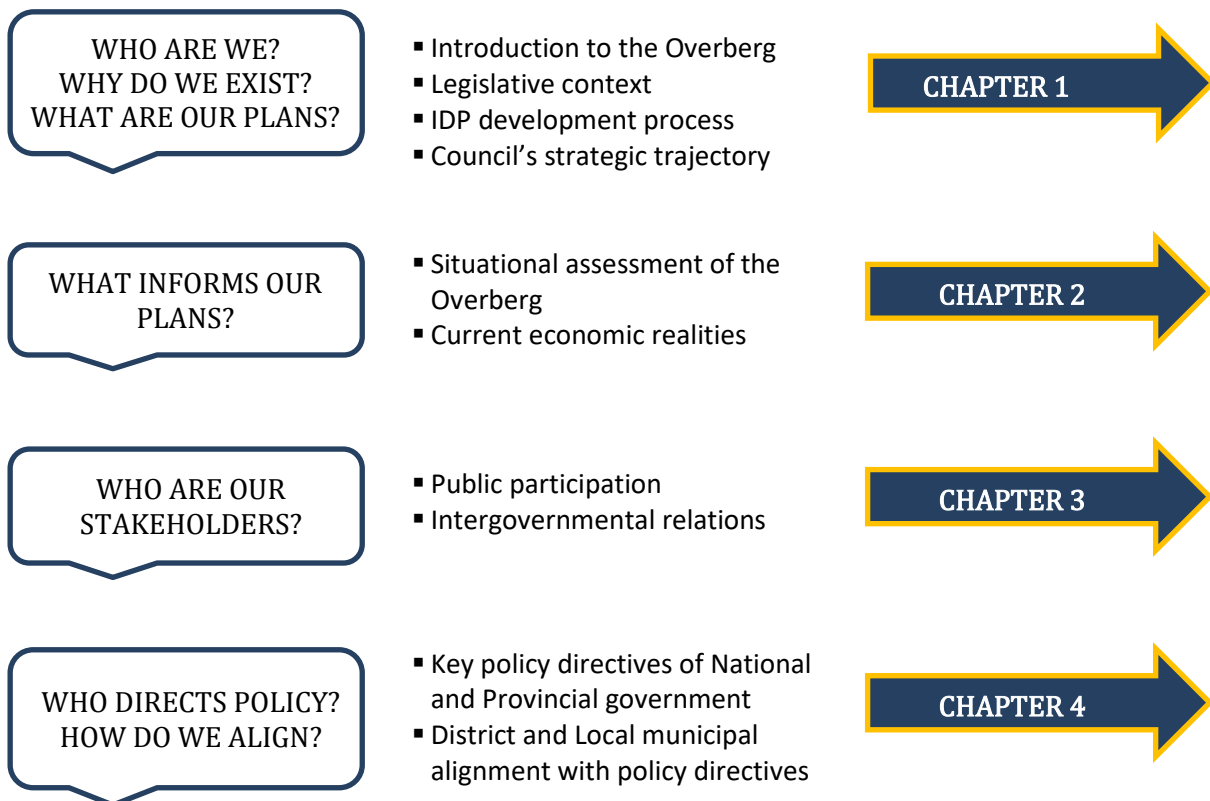 WHO ARE WE?
WHY DO WE EXIST?
WHAT ARE OUR PLANS?
▪ Introduction to the Overberg
▪ Legislative context
▪ IDP development process
▪ Council’s strategic trajectory
CHAPTER 1
WHAT INFORMS OUR
PLANS?
▪ Situational assessment of the
Overberg
▪ Current economic realities
CHAPTER 2
WHO ARE OUR
STAKEHOLDERS?
▪ Public participation
▪ Intergovernmental relations
CHAPTER 3
WHO DIRECTS POLICY?
HOW DO WE ALIGN?
▪ Key policy directives of National
and Provincial government
▪ District and Local municipal
alignment with policy directives
CHAPTER 4